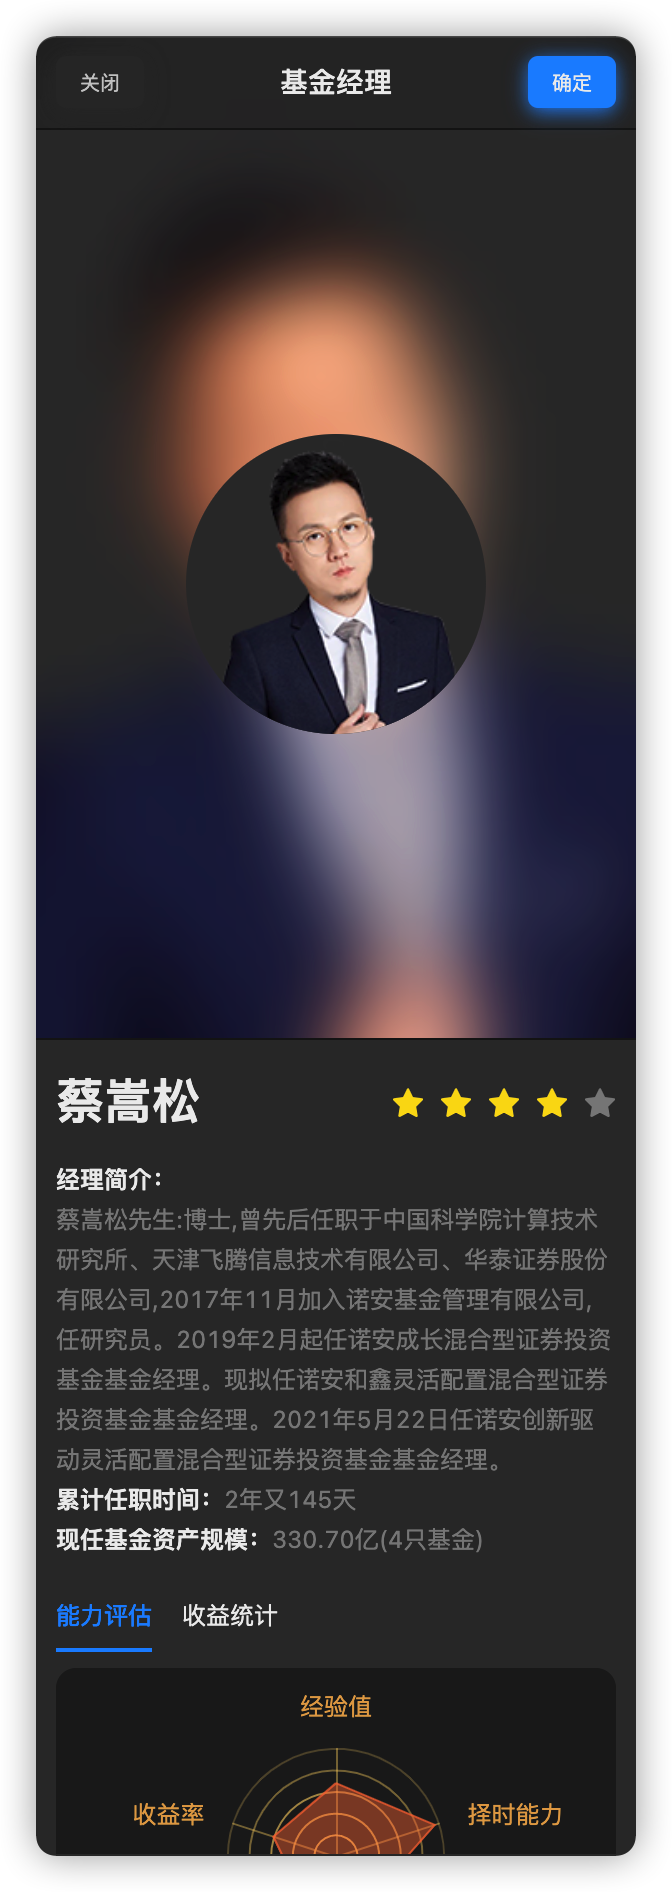 关闭
基金经理
确定
蔡嵩松
经理简介：
蔡嵩松先生:博士,曾先后任职于中国科学院计算技术
研究所、天津飞腾信息技术有限公司、华泰证券股份
有限公司,2017年11月加入诺安基金管理有限公司,
任研究员。2019年2月起任诺安成长混合型证券投资
基金基金经理。现拟任诺安和鑫灵活配置混合型证券
投资基金基金经理。2021年5月22日任诺安创新驱
动灵活配置混合型证券投资基金基金经理。
累计任职时间：2年又145天
现任基金资产规模：330.70亿(4只基金)
能力评估 收益统计
经验值
收益率 择时能力